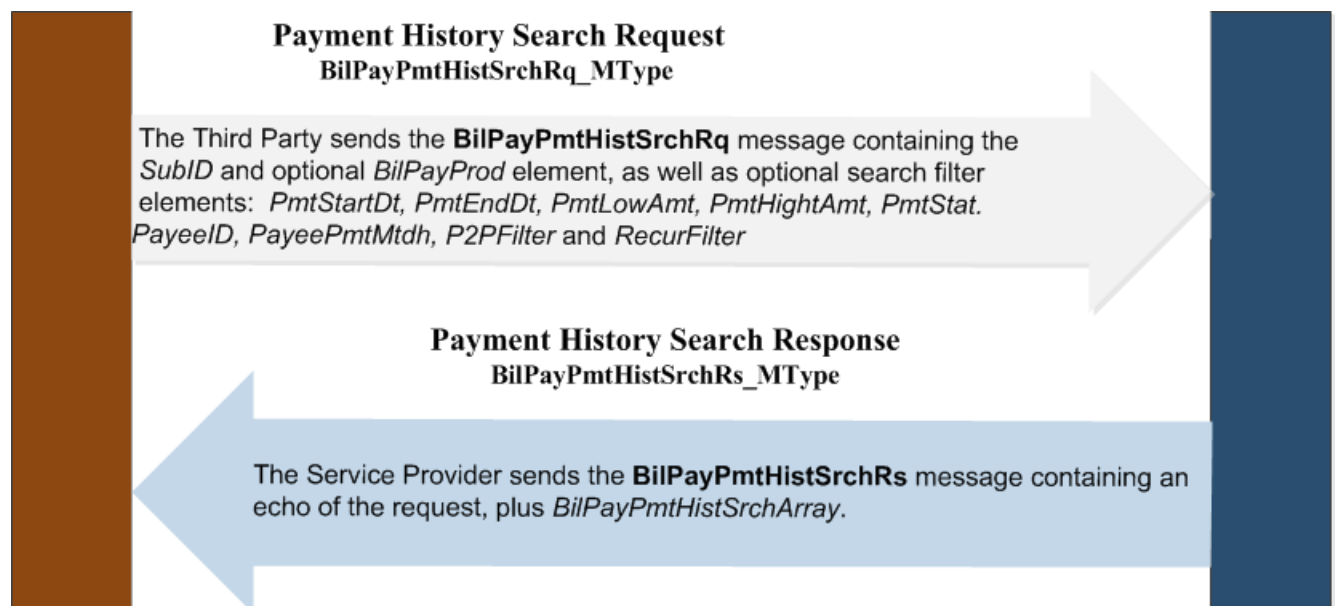 Payment History Search Request
BilPayPmtHistSrchRq_MType
The Third Party sends the BilPayPmtHistSrchRq message containing the
SubID and optional BilPayProd element, as well as optional search filter
elements: PmtStartDt, PmtEndDt, PmtLowAmt, PmtHightAmt, PmtStat.
PayeeID, PayeePmtMtdh, P2PFilter and RecurFilter
Payment History Search Response
BilPayPmtHistSrchRs_MType
The Service Provider sends the BilPayPmtHistSrchRs message containing an
echo of the request, plus BilPayPmtHistSrchArray.